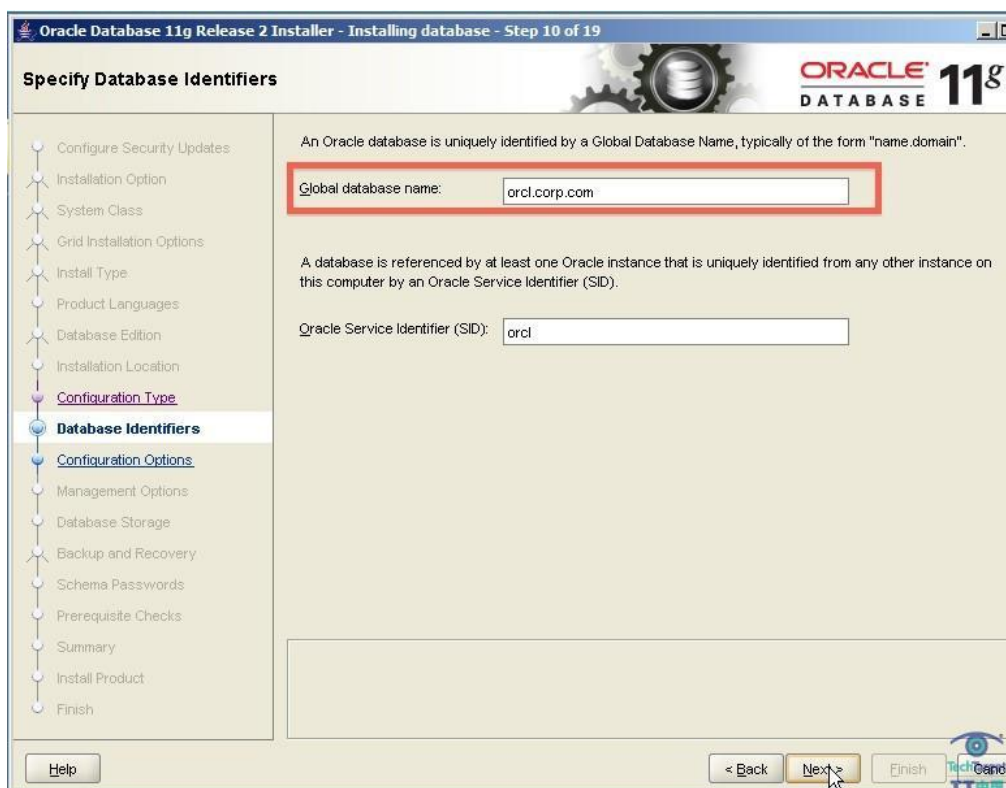 Oracle Database 11g Release 2 Installer - Installing database - Step 10 of 19
Specify Database Identifiers
ORACLE
DATABASE
11g
Configure Security Updates
Installation Option
System Class
Grid Installation Options
Install Type
Product Languages
Database Edition
Installation Location
Configuration Type
Database Identifiers
Configuration Options
Management Options
Database Storage
Backup and Recovery
Schema Passwords
Prerequisite Checks
Summary
Install Product
Finish
An Oracle database is uniquely identified by a Global Database Name, typically of the form "name.domain".
Global database name: orcl.corp.com
A database is referenced by at least one Oracle instance that is uniquely identified from any other instance on
this computer by an Oracle Service Identifier (SID).
Oracle Service Identifier (SID): orcl
Help
< Back
Next >
Finish